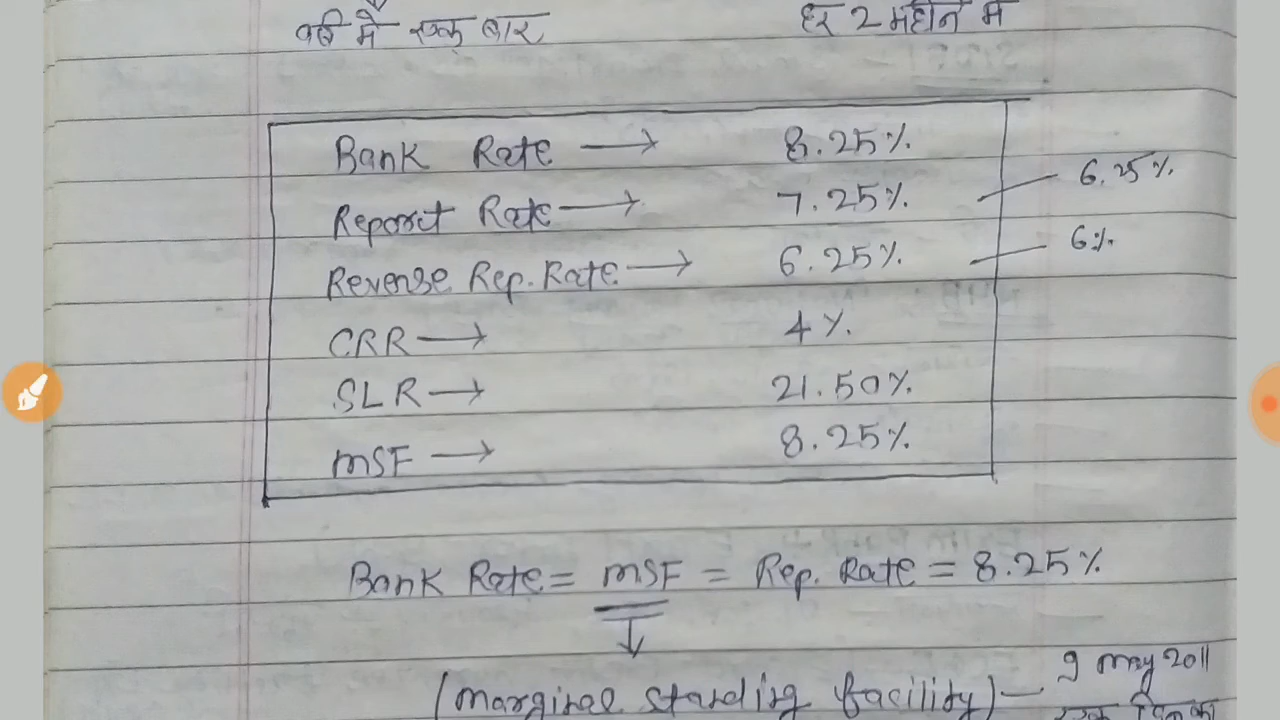 वर्ष में एक बार हर 2 महीने में
Bank Rate → 8.25%
Reporet Rate → 7.25% 6.25%
Revense Rep. Rate → 6.25% 6%
CRR → 4%
SLR → 21.50%
MSF → 8.25%
Bank Rate = MSF = Rep. Rate = 8.25%
↓
(Marginal Standing facility) — 9 may 2011